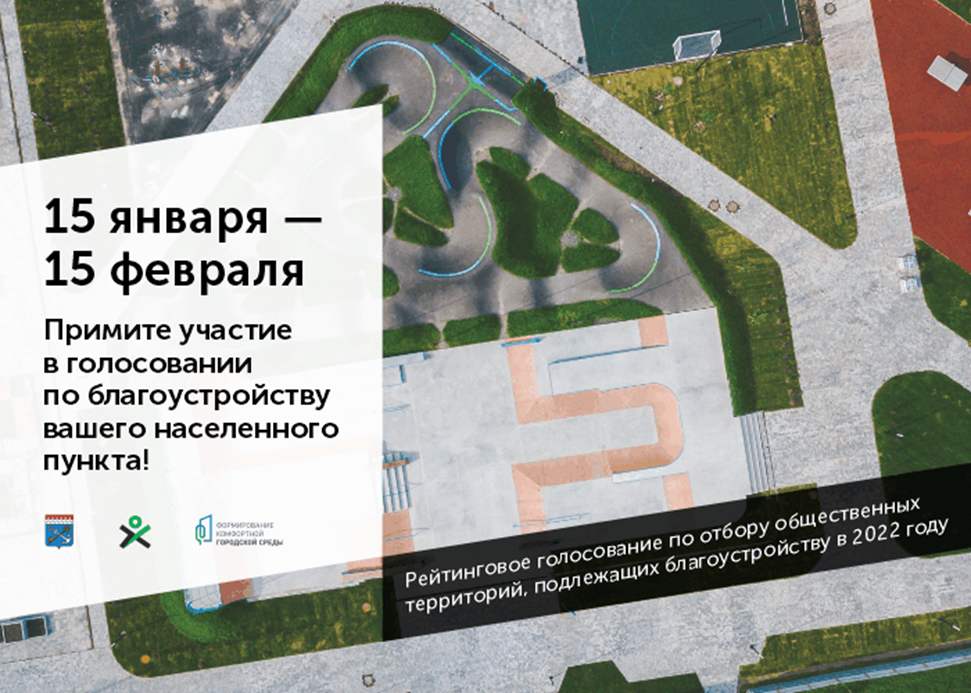 15 января —
15 февраля
Примите участие
в голосовании
по благоустройству
вашего населенного
пункта!
ФОРМИРОВАНИЕ
КОМФОРТНОЙ
ГОРОДСКОЙ СРЕДЫ
Рейтинговое голосование по отбору общественных
территорий, подлежащих благоустройству в 2022 году